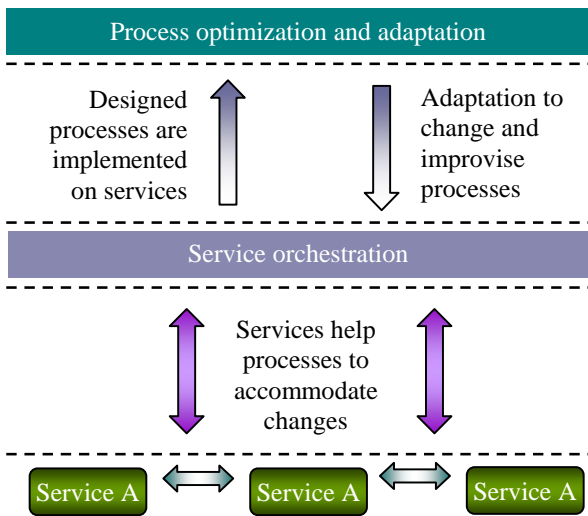 Process optimization and adaptation
Designed
processes are
implemented
on services
Adaptation to
change and
improvise
processes
Service orchestration
Services help
processes to
accommodate
changes
Service A
Service A
Service A